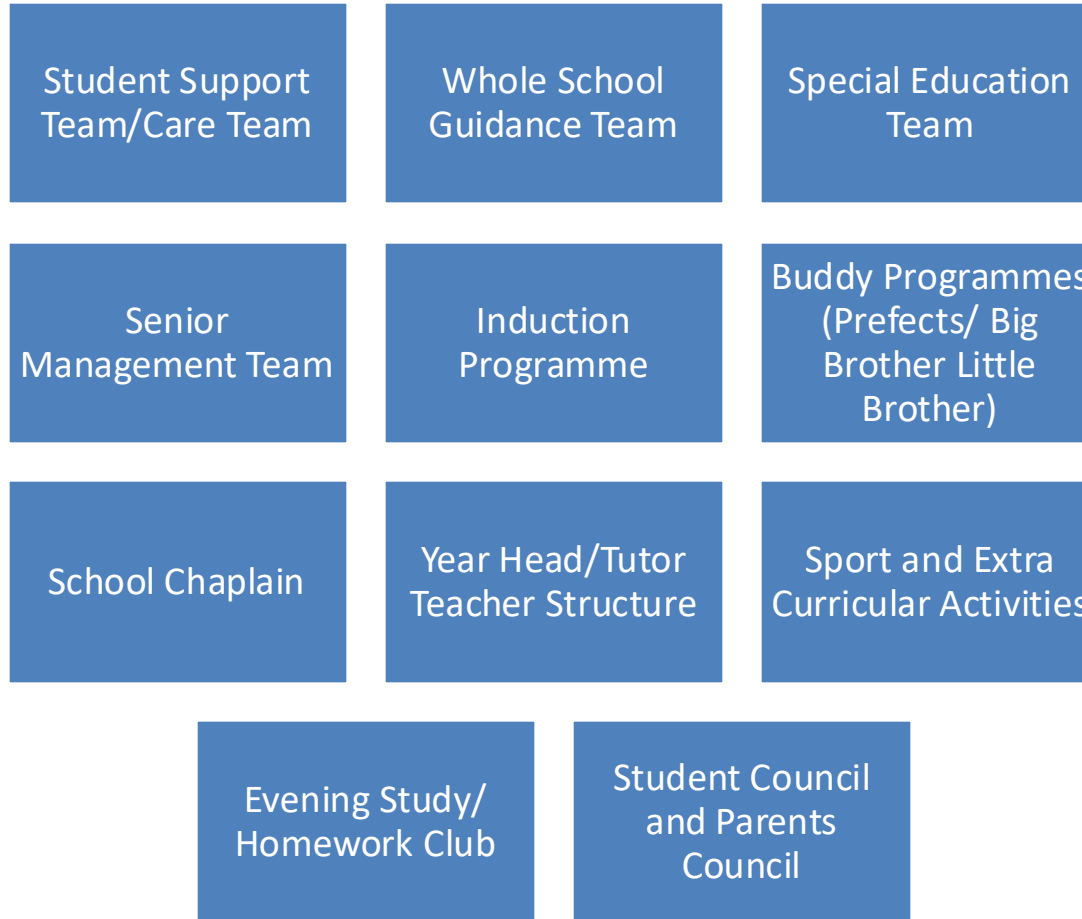 Student Support
Team/Care Team
Whole School
Guidance Team
Special Education
Team
Senior
Management Team
Induction
Programme
Buddy Programmes
(Prefects/ Big
Brother Little
Brother)
School Chaplain
Year Head/Tutor
Teacher Structure
Sport and Extra
Curricular Activities
Evening Study/
Homework Club
Student Council
and Parents
Council